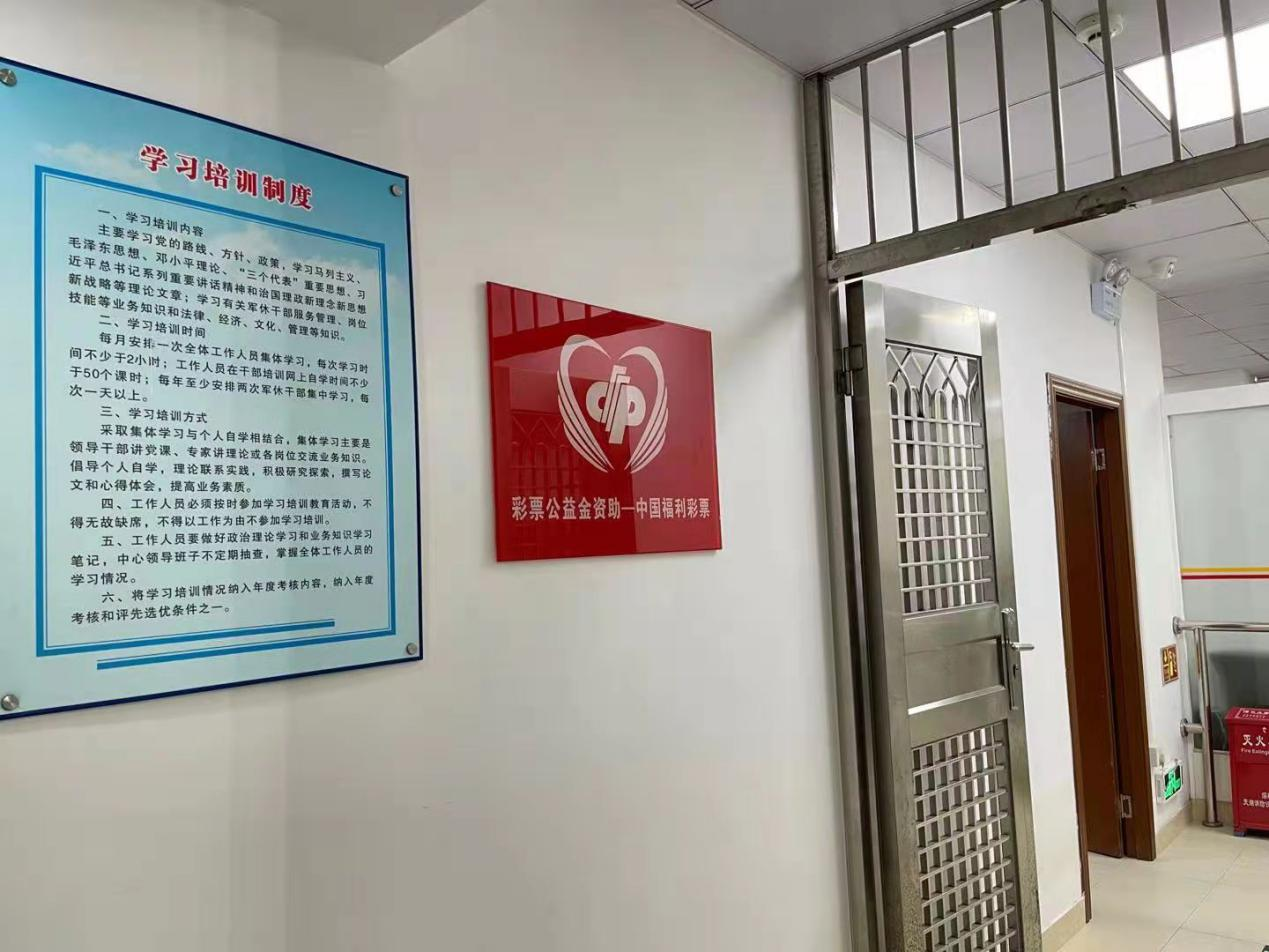 学习培训制度
一、学习培训内容
主要学习党的路线、方针、政策，学习马列主义、
毛泽东思想、邓小平理论、“三个代表”重要思想、习
近平总书记系列重要讲话精神和治国理政新理念新思想
新战略等理论文章；学习有关军休干部服务管理、岗位
技能等业务知识和法律、经济、文化、管理等知识。
二、学习培训时间
每月安排一次全体工作人员集体学习，每次学习时
间不少于2小时；工作人员在干部培训网上自学时间不少
于50个课时；每年至少安排两次军休干部集中学习，每
次一天以上。
三、学习培训方式
采取集体学习与个人自学相结合，集体学习主要是
领导干部讲党课、专家讲理论或各岗位交流业务知识。
倡导个人自学，理论联系实践，积极研究探索，撰写论
文和心得体会，提高业务素质。
四、工作人员必须按时参加学习培训教育活动，不
得无故缺席，不得以工作为由不参加学习培训。
五、工作人员要做好政治理论学习和业务知识学习
笔记，中心领导班子不定期抽查，掌握全体工作人员的
学习情况。
六、将学习培训情况纳入年度考核内容，纳入年度
考核和评先选优条件之一。
彩票公益金资助—中国福利彩票
灭火